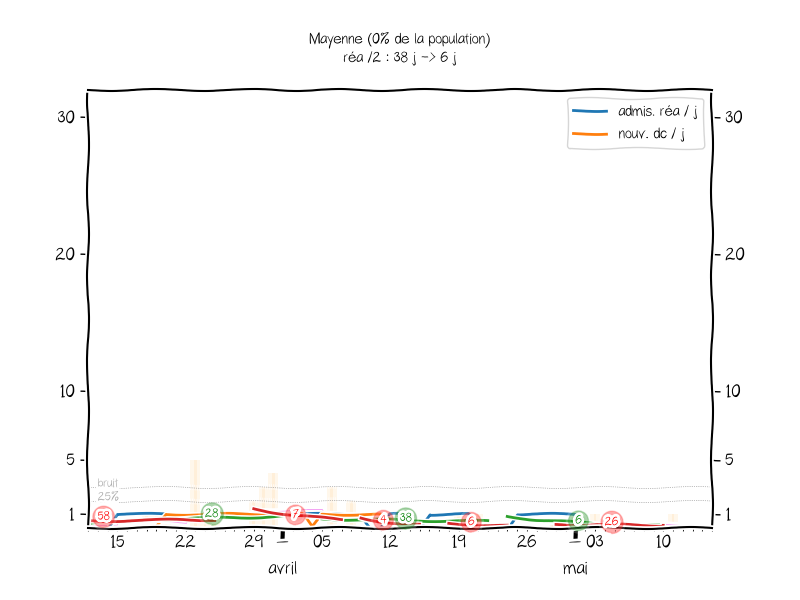 Mayenne (0% de la population)
réa /2 : 38 j -> 6 j
admis. réa / j
nouv. dc / j
30 30
20 20
10 10
5 5
bruit
25%
1 1
58 28 7 4 38 6 6 26
15 22 29 1 05 12 19 26 1 03 10
avril mai